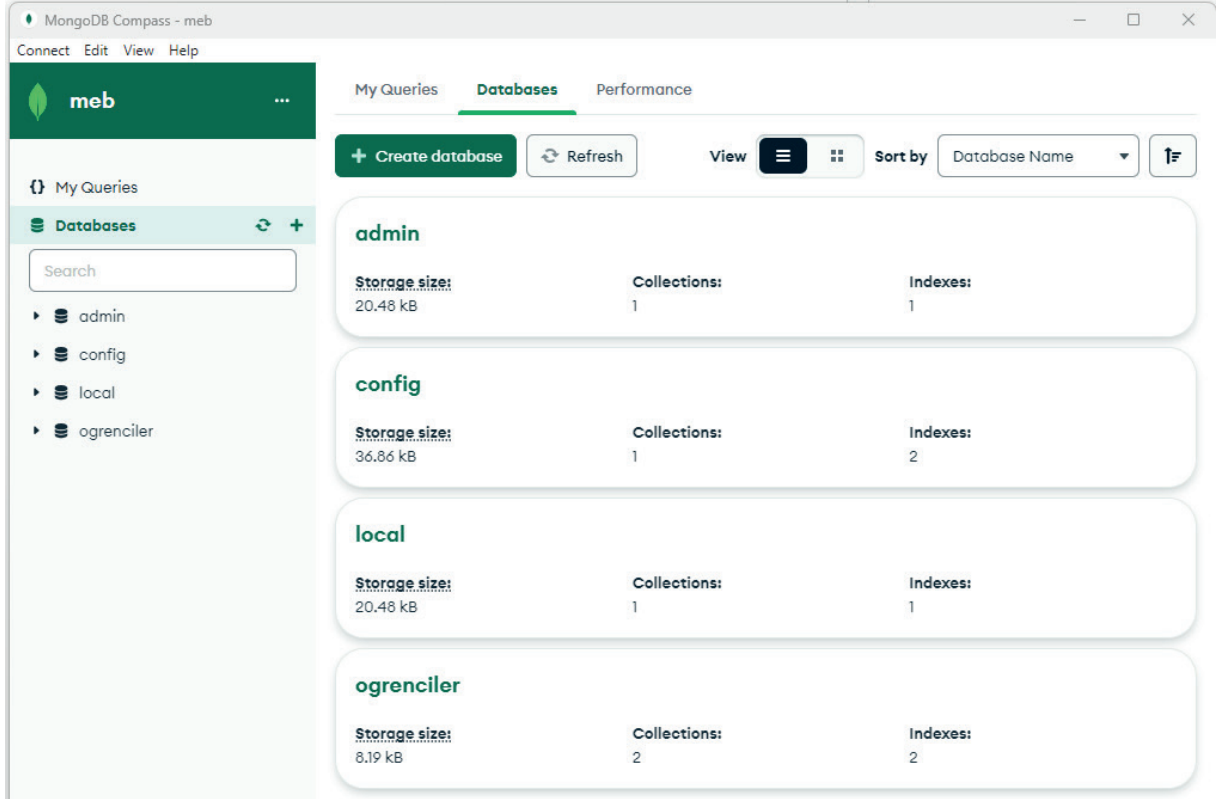 MongoDB Compass - meb
Connect Edit View Help
meb
{} My Queries
Databases
Search
admin
config
local
ogrenciler
My Queries Databases Performance
+ Create database Refresh View Sort by Database Name
admin
Storage size: Collections: Indexes:
20.48 kB 1 1
config
Storage size: Collections: Indexes:
36.86 kB 1 2
local
Storage size: Collections: Indexes:
20.48 kB 1 1
ogrenciler
Storage size: Collections: Indexes:
8.19 kB 2 2